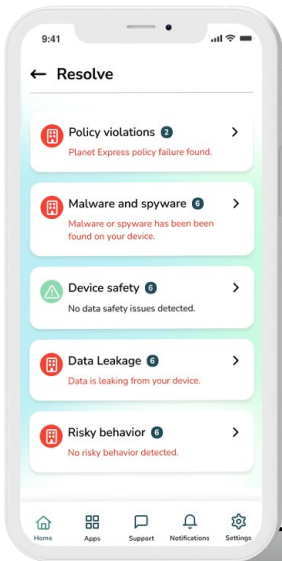 9:41
← Resolve
Policy violations 2
Planet Express policy failure found.
Malware and spyware 6
Malware or spyware has been been
found on your device.
Device safety 6
No data safety issues detected.
Data Leakage 6
Data is leaking from your device.
Risky behavior 6
No risky behavior detected.
Home Apps Support Notifications Settings